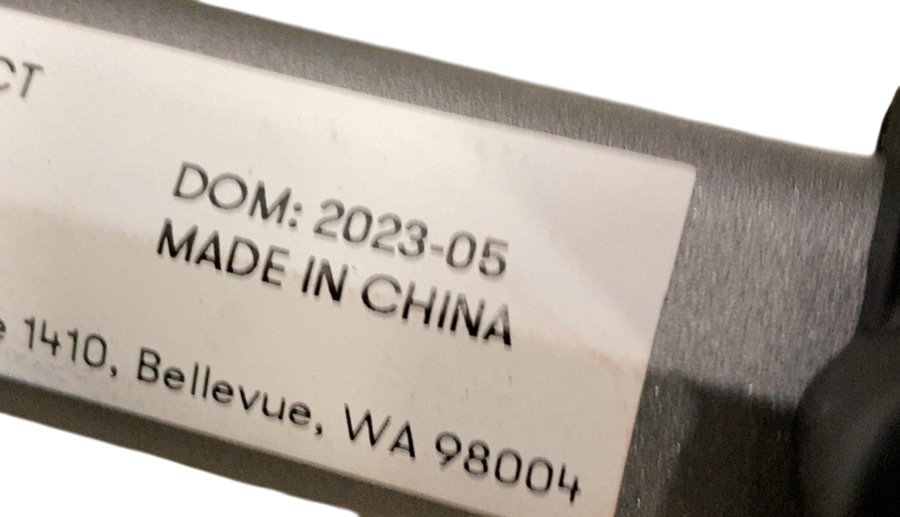 CT
DOM: 2023-05
MADE IN CHINA
e 1410, Bellevue, WA 98004